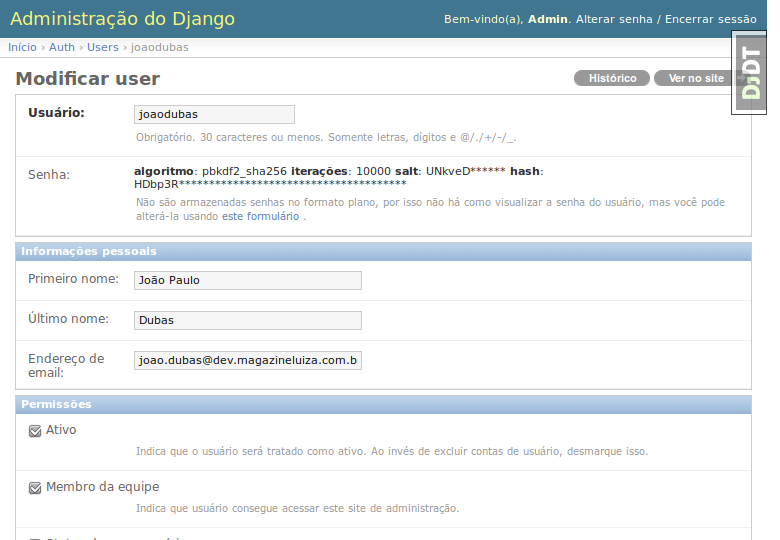 Administração do Django
Bem-vindo(a), Admin. Alterar senha / Encerrar sessão
Início › Auth › Users › joaodubas
DjDT
Modificar user
Histórico
Ver no site
Usuário:
joaodubas
Obrigatório. 30 caracteres ou menos. Somente letras, dígitos e @/./+/-/_.
Senha:
algoritmo: pbkdf2_sha256 iterações: 10000 salt: UNkveD****** hash:
HDbp3R**************************************
Não são armazenadas senhas no formato plano, por isso não há como visualizar a senha do usuário, mas você pode
alterá-la usando este formulário .
Informações pessoais
Primeiro nome:
João Paulo
Último nome:
Dubas
Endereço de
email:
joao.dubas@dev.magazineluiza.com.b
Permissões
Ativo
Indica que o usuário será tratado como ativo. Ao invés de excluir contas de usuário, desmarque isso.
Membro da equipe
Indica que usuário consegue acessar este site de administração.